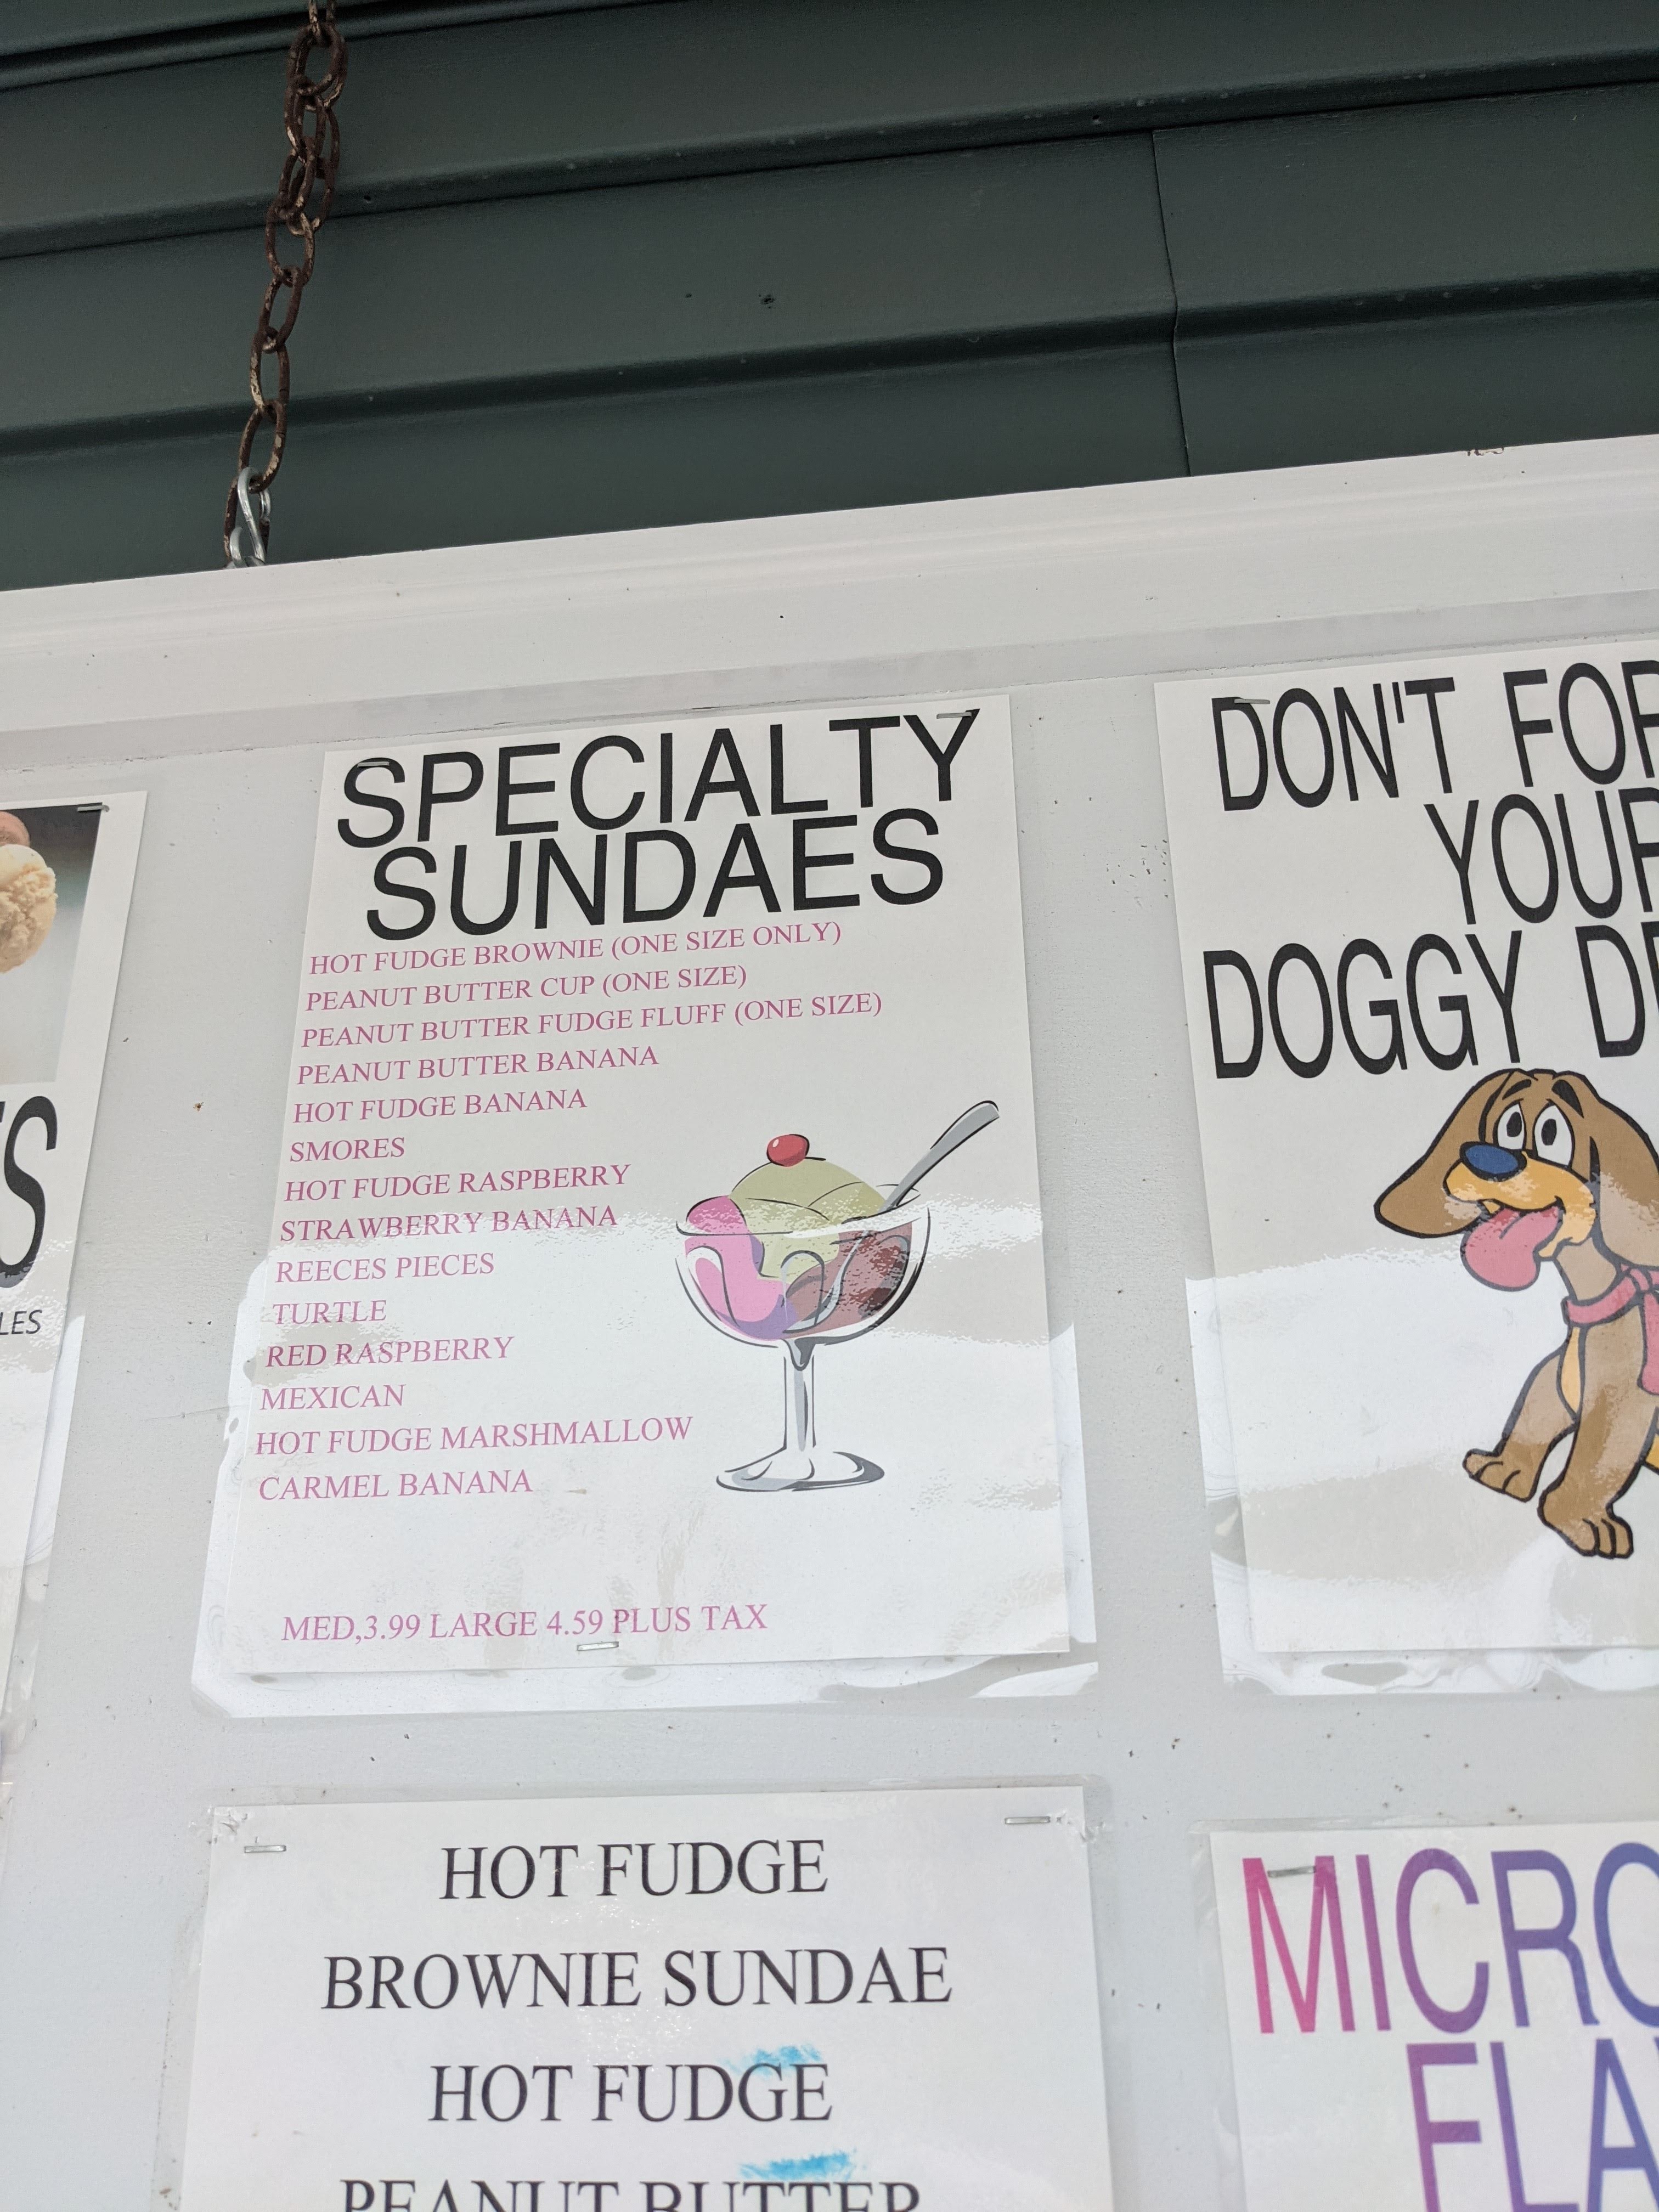 SPECIALTY
SUNDAES
HOT FUDGE BROWNIE (ONE SIZE ONLY)
PEANUT BUTTER CUP (ONE SIZE)
PEANUT BUTTER FUDGE FLUFF (ONE SIZE)
PEANUT BUTTER BANANA
HOT FUDGE BANANA
SMORES
HOT FUDGE RASPBERRY
STRAWBERRY BANANA
REECES PIECES
TURTLE
RED RASPBERRY
MEXICAN
HOT FUDGE MARSHMALLOW
CARMEL BANANA
MED,3.99 LARGE 4.59 PLUS TAX
DON'T
YOUR
DOGGY
HOT FUDGE
BROWNIE SUNDAE
HOT FUDGE
PEANUT BUTTER